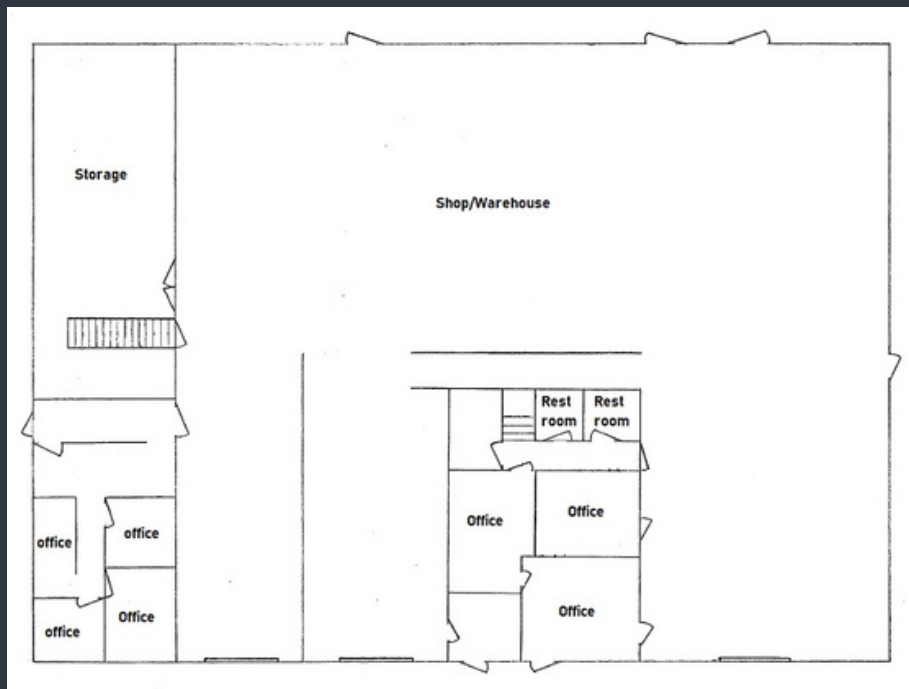 Storage
Shop/Warehouse
Rest
room
Rest
room
Office
Office
office
office
Office
office
Office